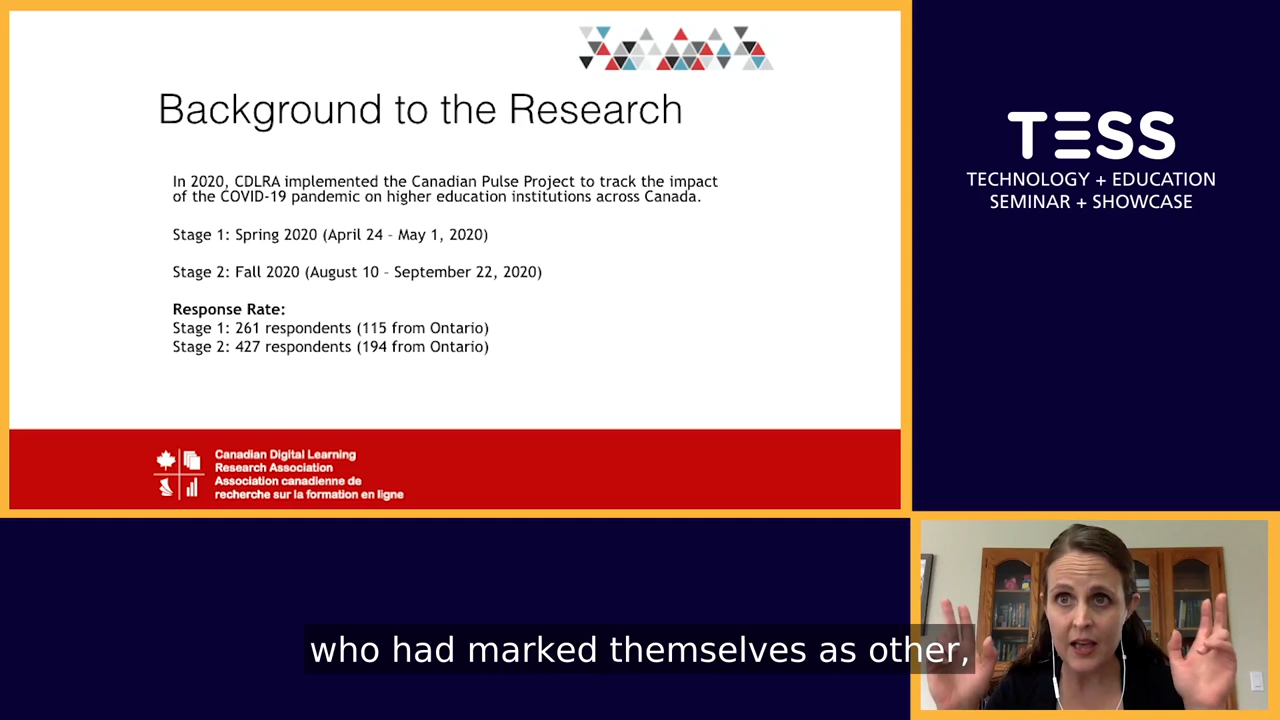 Background to the Research
In 2020, CDLRA implemented the Canadian Pulse Project to track the impact
of the COVID-19 pandemic on higher education institutions across Canada.
Stage 1: Spring 2020 (April 24 - May 1, 2020)
Stage 2: Fall 2020 (August 10 - September 22, 2020)
Response Rate:
Stage 1: 261 respondents (115 from Ontario)
Stage 2: 427 respondents (194 from Ontario)
Canadian Digital Learning
Research Association
Association canadienne de
recherche sur la formation en ligne
TESS
TECHNOLOGY + EDUCATION
SEMINAR + SHOWCASE
who had marked themselves as other,